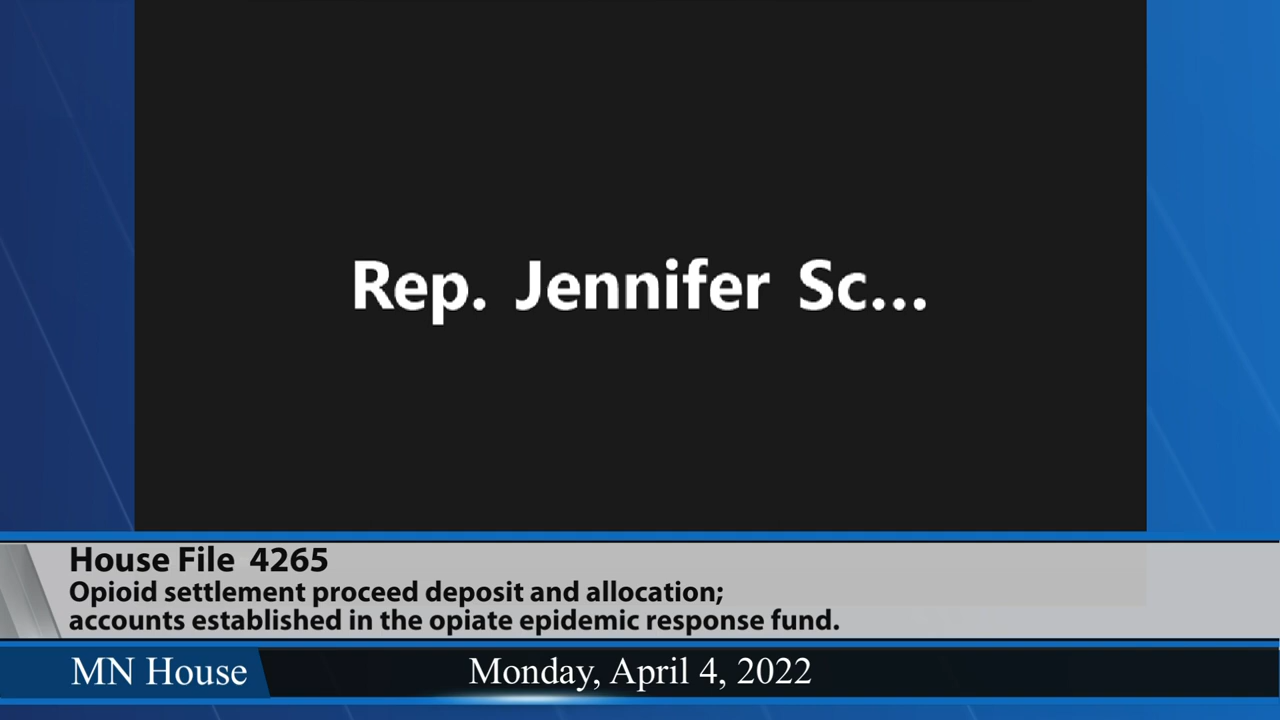 Rep. Jennifer Sc...
House File 4265
Opioid settlement proceed deposit and allocation;
accounts established in the opiate epidemic response fund.
MN House
Monday, April 4, 2022